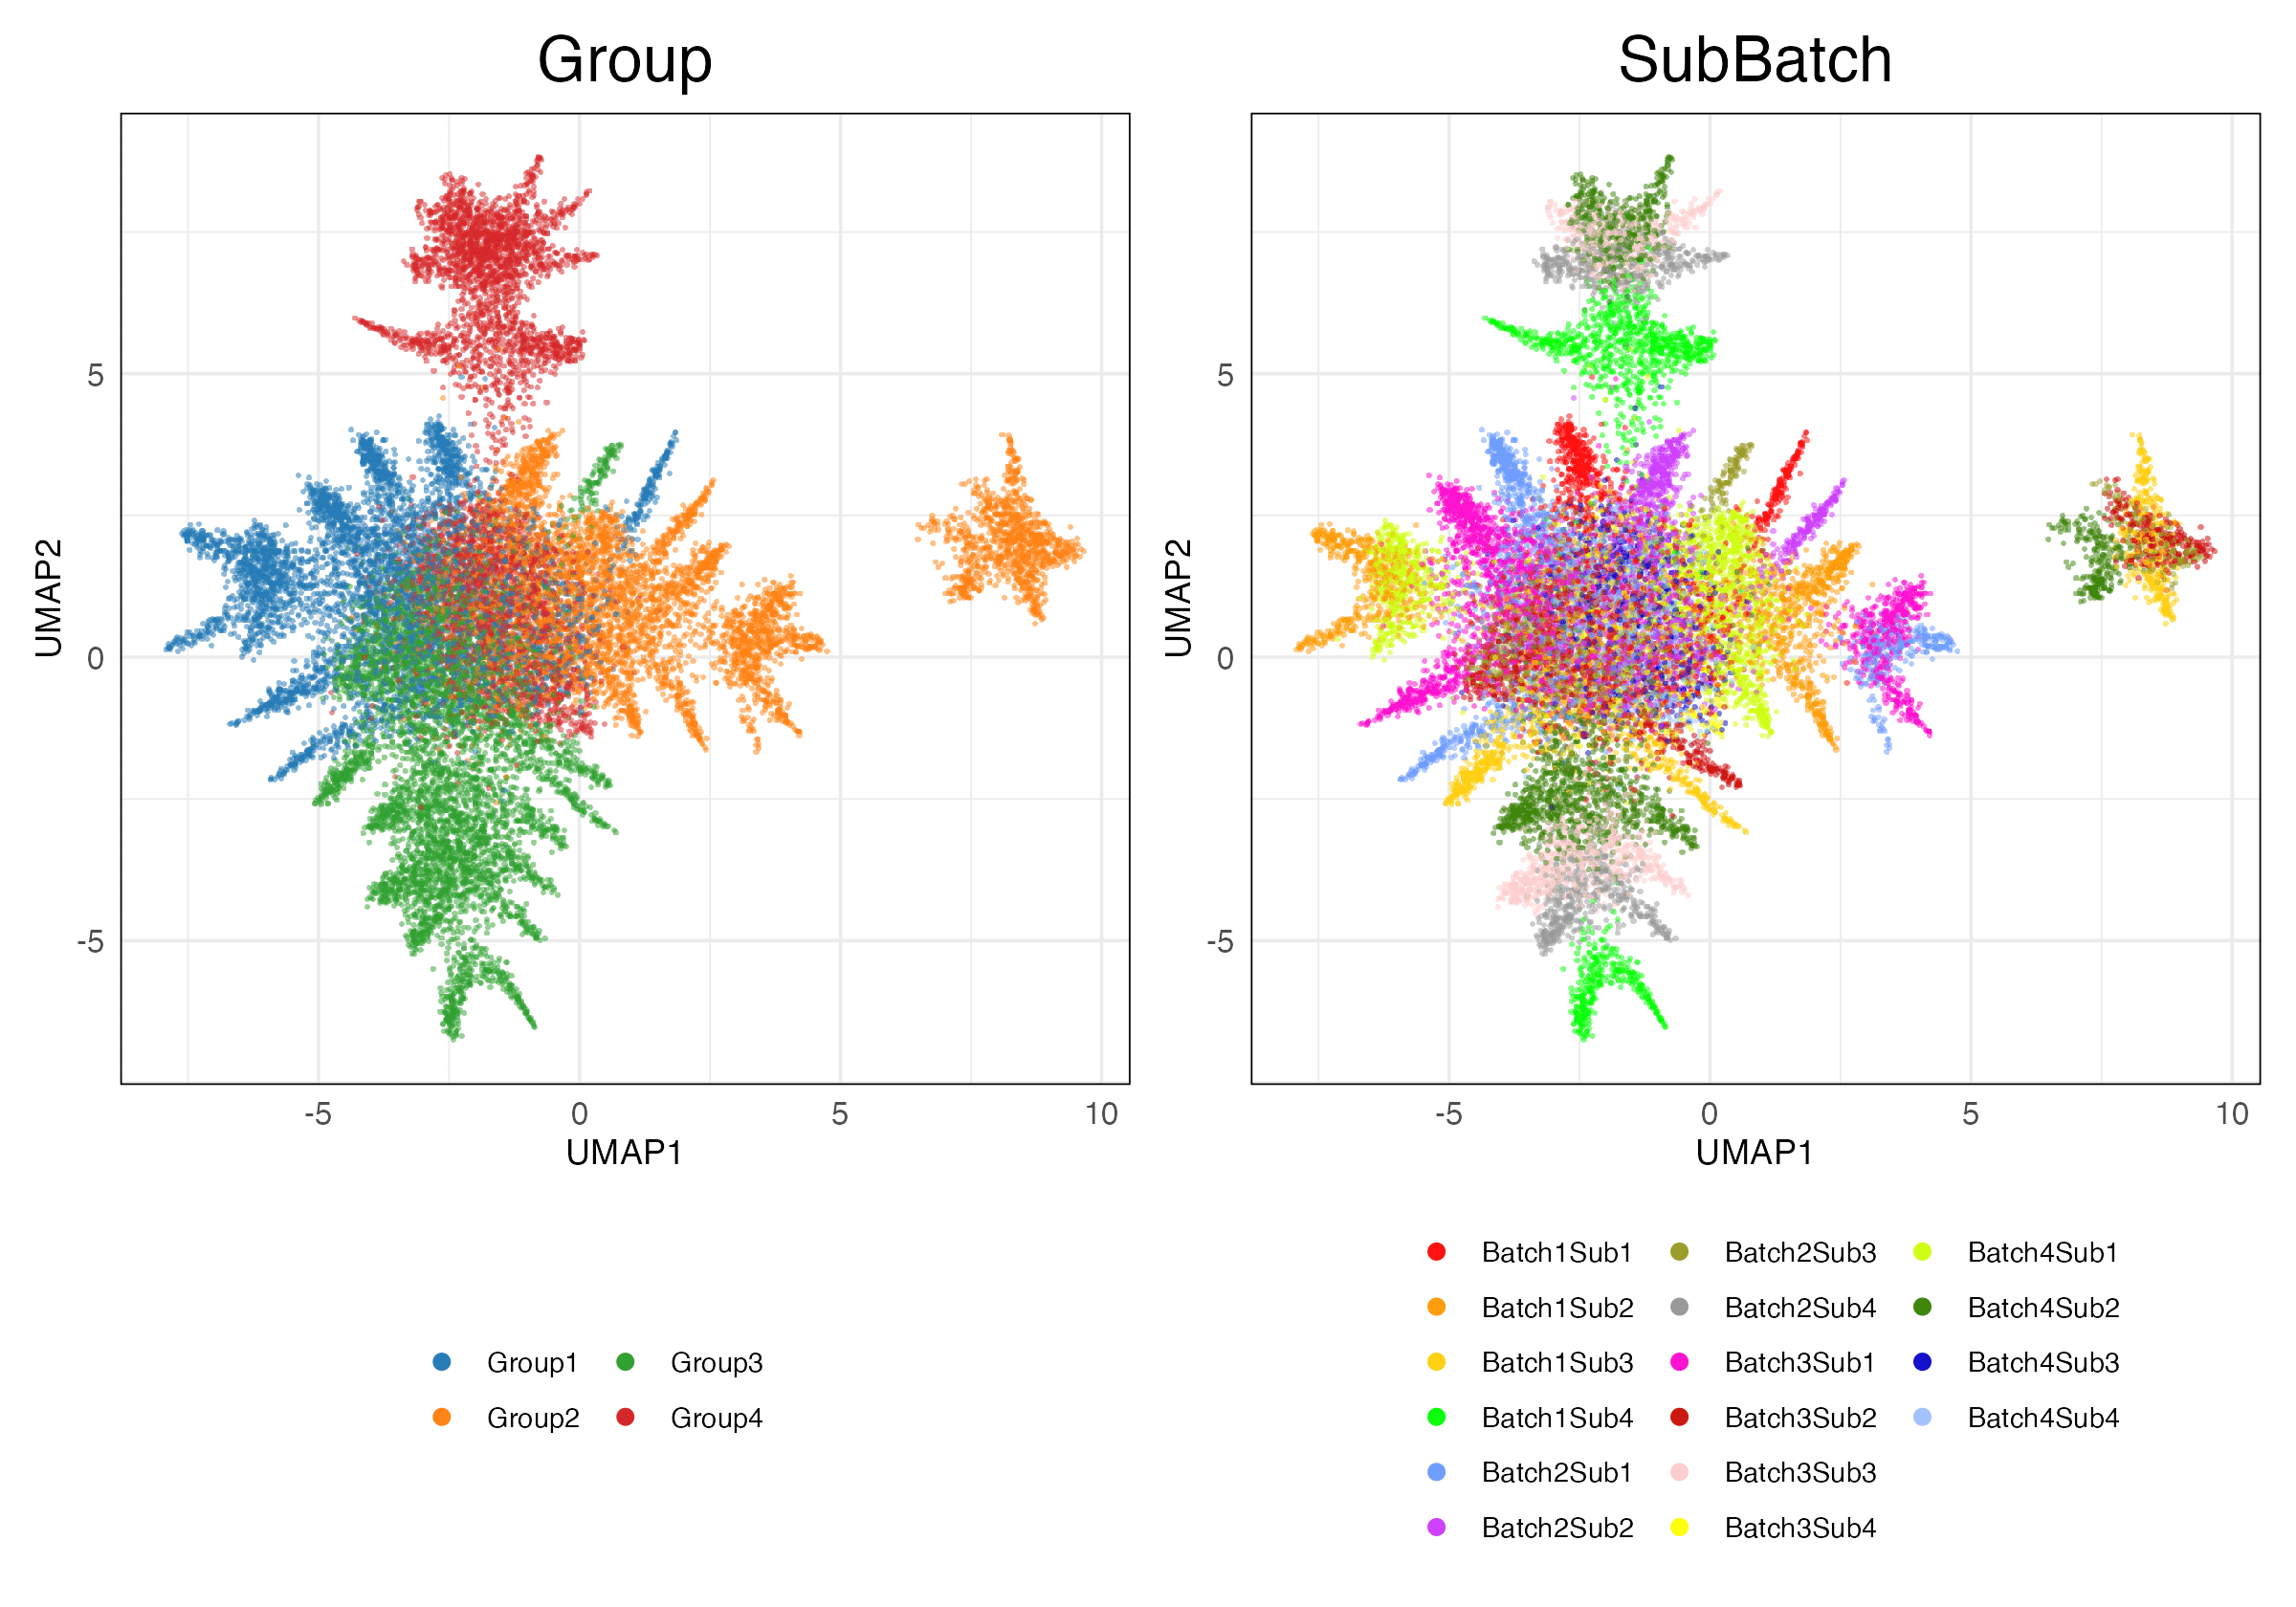 Group
SubBatch
5
0
-5
UMAP2
-5
0
5
10
UMAP1
5
0
-5
UMAP2
-5
0
5
10
UMAP1
Group1
Group3
Group2
Group4
Batch1Sub1
Batch2Sub3
Batch4Sub1
Batch1Sub2
Batch2Sub4
Batch4Sub2
Batch1Sub3
Batch3Sub1
Batch4Sub3
Batch1Sub4
Batch3Sub2
Batch4Sub4
Batch2Sub1
Batch3Sub3
Batch2Sub2
Batch3Sub4